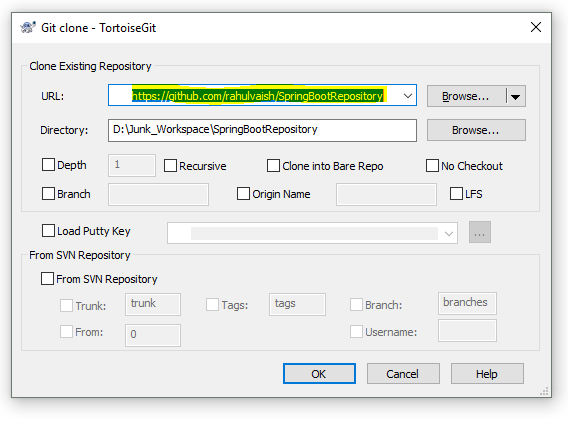 Git clone - TortoiseGit
Clone Existing Repository
URL: https://github.com/rahulvaish/SpringBootRepository Browse...
Directory: D:\Junk_Workspace\SpringBootRepository Browse...
Depth 1 Recursive Clone into Bare Repo No Checkout
Branch Origin Name LFS
Load Putty Key ...
From SVN Repository
From SVN Repository
Trunk: trunk Tags: tags Branch: branches
From: 0 Username:
OK Cancel Help